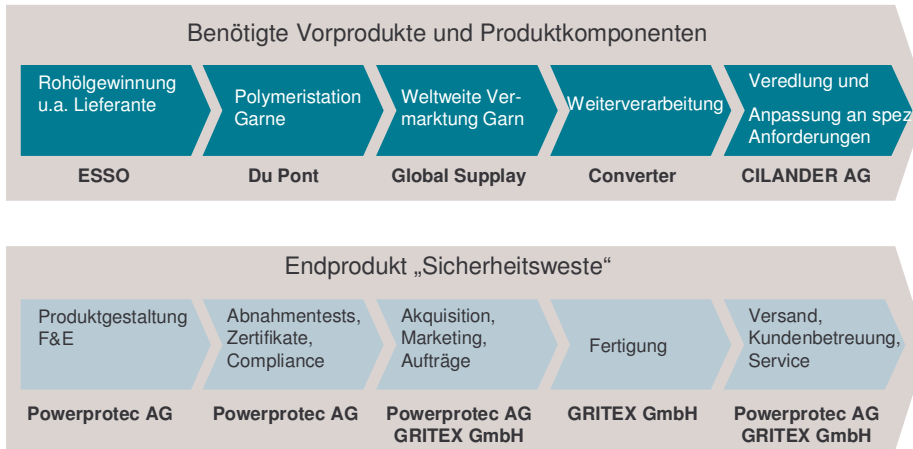 Benötigte Vorprodukte und Produktkomponenten
Rohölgewinnung
u.a. Lieferante
Polymeristation
Garne
Weltweite Ver-
marktung Garn
Weiterverarbeitung
Veredlung und
Anpassung an spez
Anforderungen
ESSO
Du Pont
Global Supplay
Converter
CILANDER AG
Endprodukt „Sicherheitsweste“
Produktgestaltung
F&E
Abnahmentests,
Zertifikate,
Compliance
Akquisition,
Marketing,
Aufträge
Fertigung
Versand,
Kundenbetreuung,
Service
Powerprotec AG
Powerprotec AG
Powerprotec AG
GRITEX GmbH
GRITEX GmbH
Powerprotec AG
GRITEX GmbH